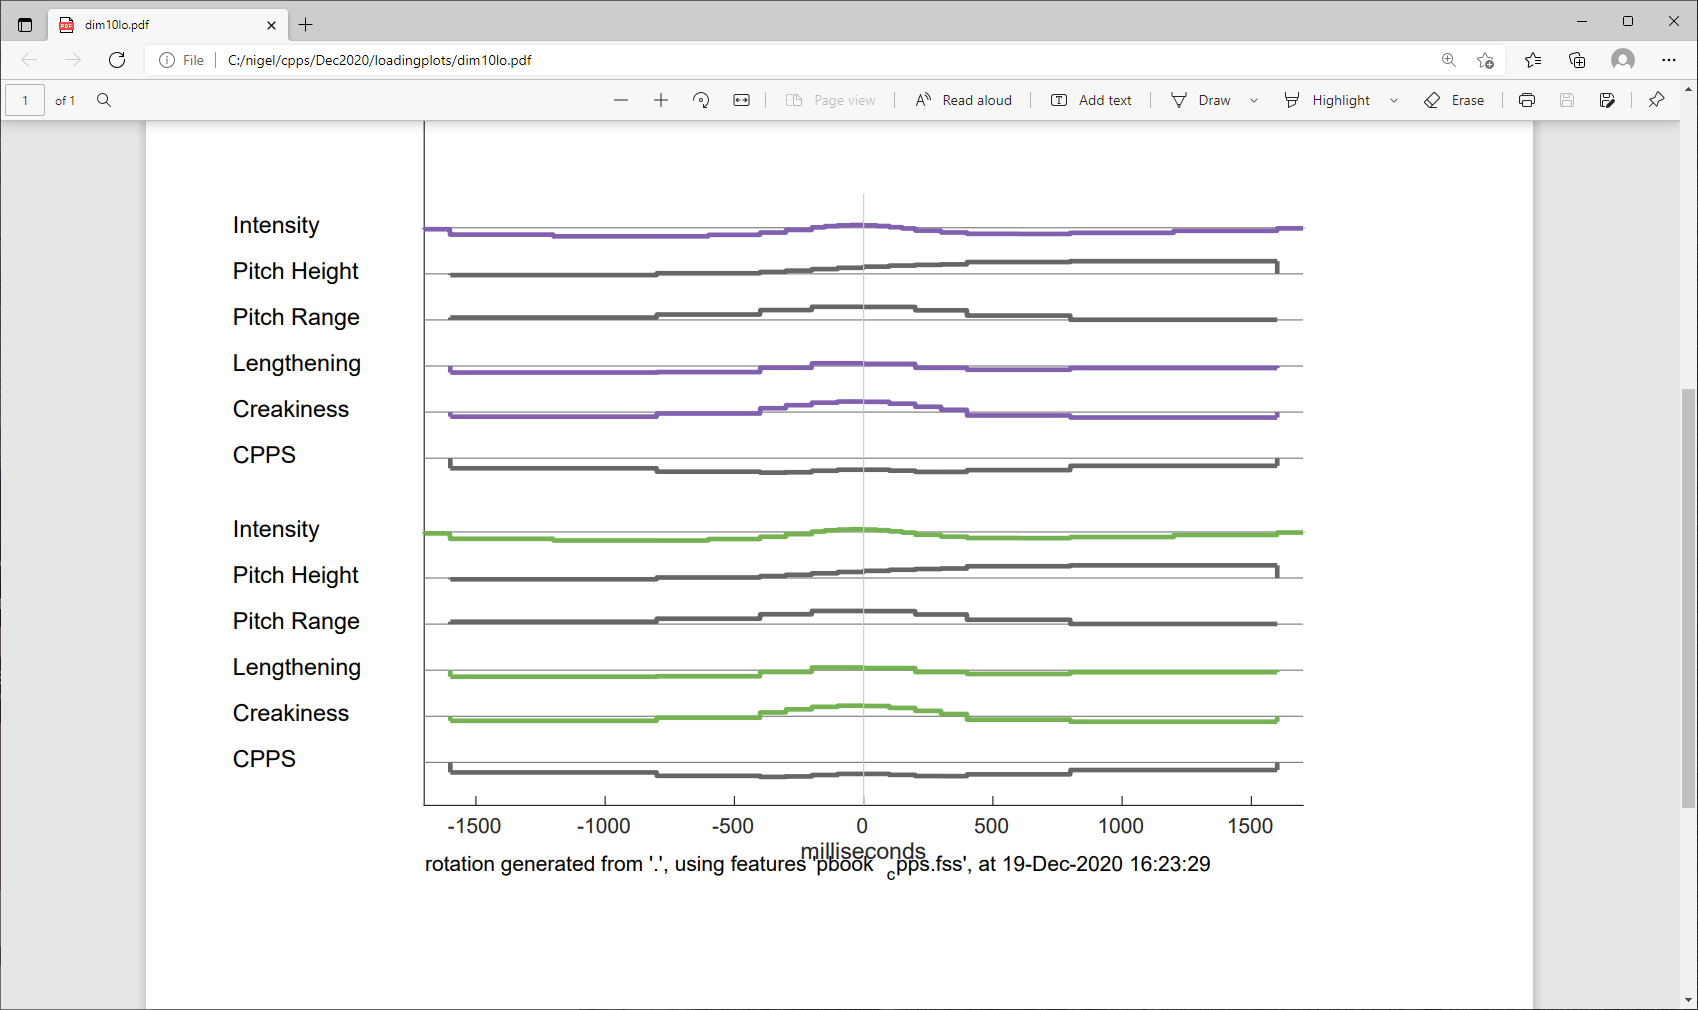 dim10lo.pdf
File
C:/nigel/cpps/Dec2020/loadingplots/dim10lo.pdf
1 of 1
Page view
Read aloud
Add text
Draw
Highlight
Erase
Intensity
Pitch Height
Pitch Range
Lengthening
Creakiness
CPPS
Intensity
Pitch Height
Pitch Range
Lengthening
Creakiness
CPPS
-1500 -1000 -500 0 500 1000 1500
milliseconds
rotation generated from '.', using features 'pbook cpps.fss', at 19-Dec-2020 16:23:29